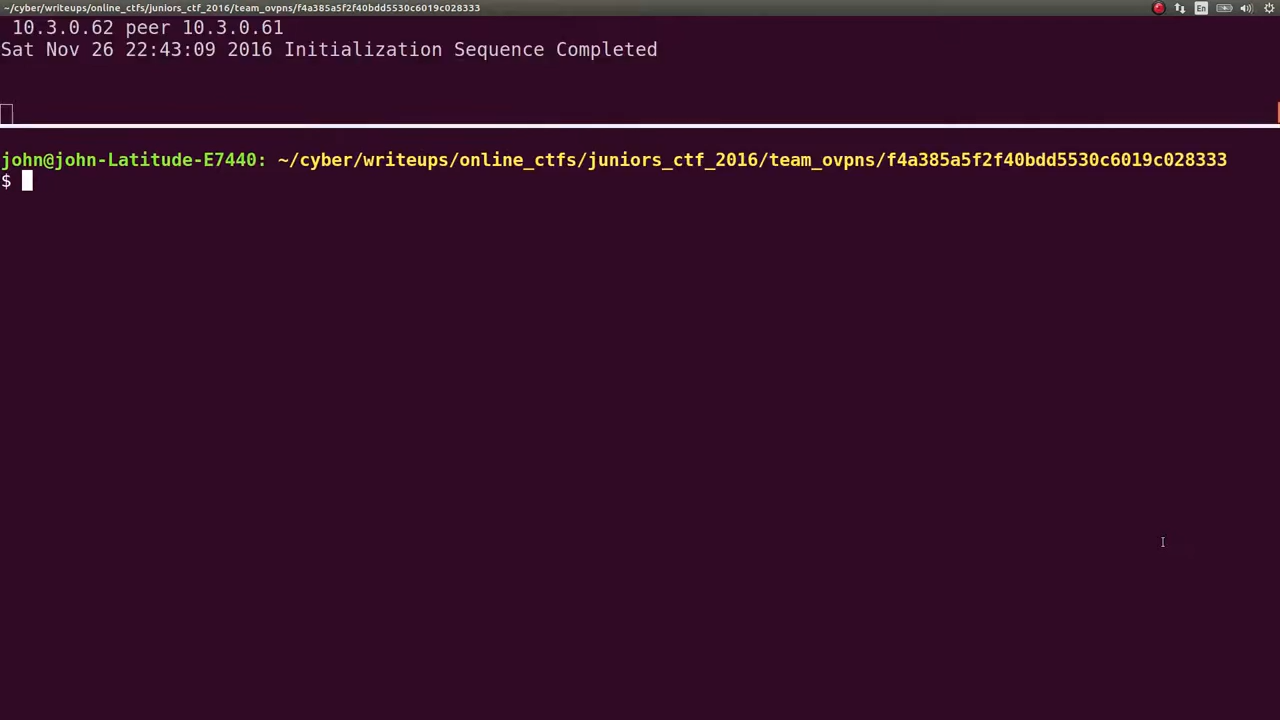 ~/cyber/writeups/online_ctfs/juniors_ctf_2016/team_ovpns/f4a385a5f2f40bdd5530c6019c028333
En
10.3.0.62 peer 10.3.0.61
Sat Nov 26 22:43:09 2016 Initialization Sequence Completed
john@john-Latitude-E7440: ~/cyber/writeups/online_ctfs/juniors_ctf_2016/team_ovpns/f4a385a5f2f40bdd5530c6019c028333
$